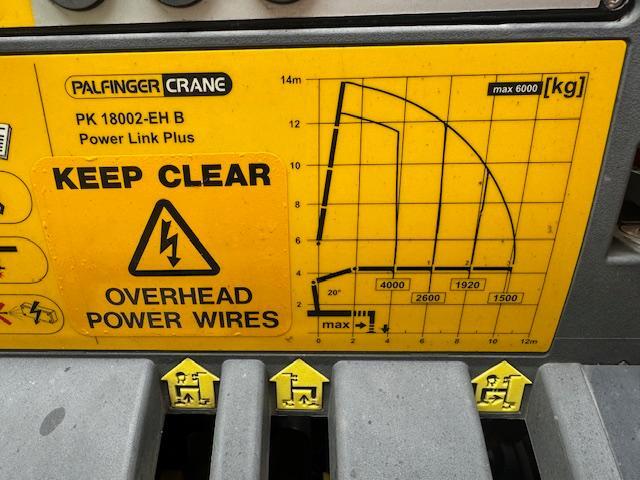 PALFINGER CRANE
PK 18002-EH B
Power Link Plus
KEEP CLEAR
OVERHEAD
POWER WIRES
14m
max 6000 [kg]
12
10
8
6
4
2
20°
4000
1920
2600
1500
max
0 2 4 6 8 10 12m